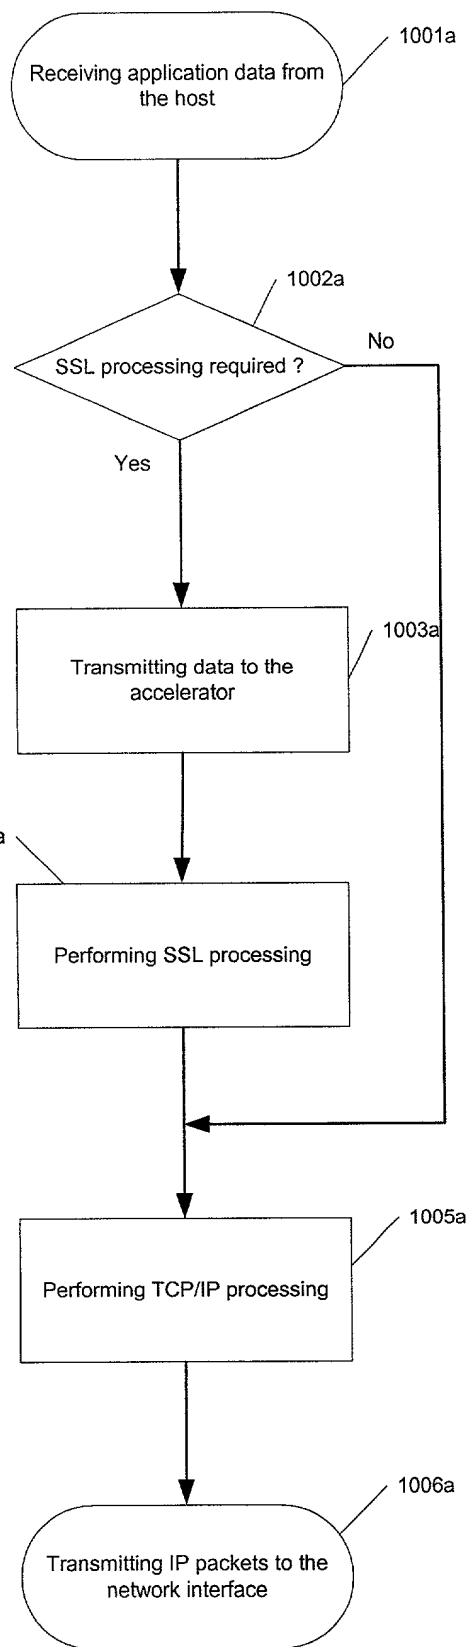 1001a
Receiving application data from
the host
1002a
SSL processing required ?
No
Yes
1003a
Transmitting data to the
accelerator
a
Performing SSL processing
1005a
Performing TCP/IP processing
1006a
Transmitting IP packets to the
network interface